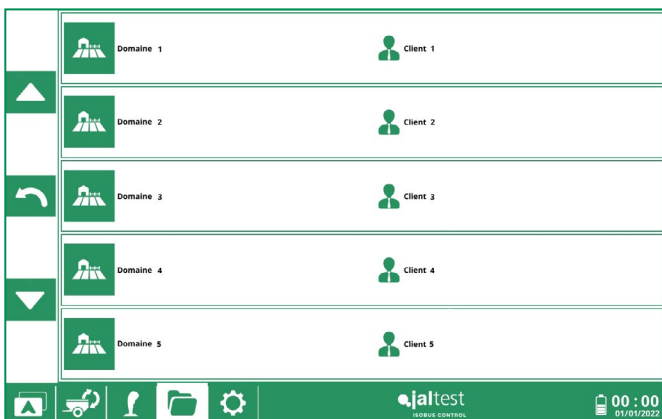 Domaine 1
Client 1
Domaine 2
Client 2
Domaine 3
Client 3
Domaine 4
Client 4
Domaine 5
Client 5
jaltest
ISOBUS CONTROL
00 : 00
01/01/2022